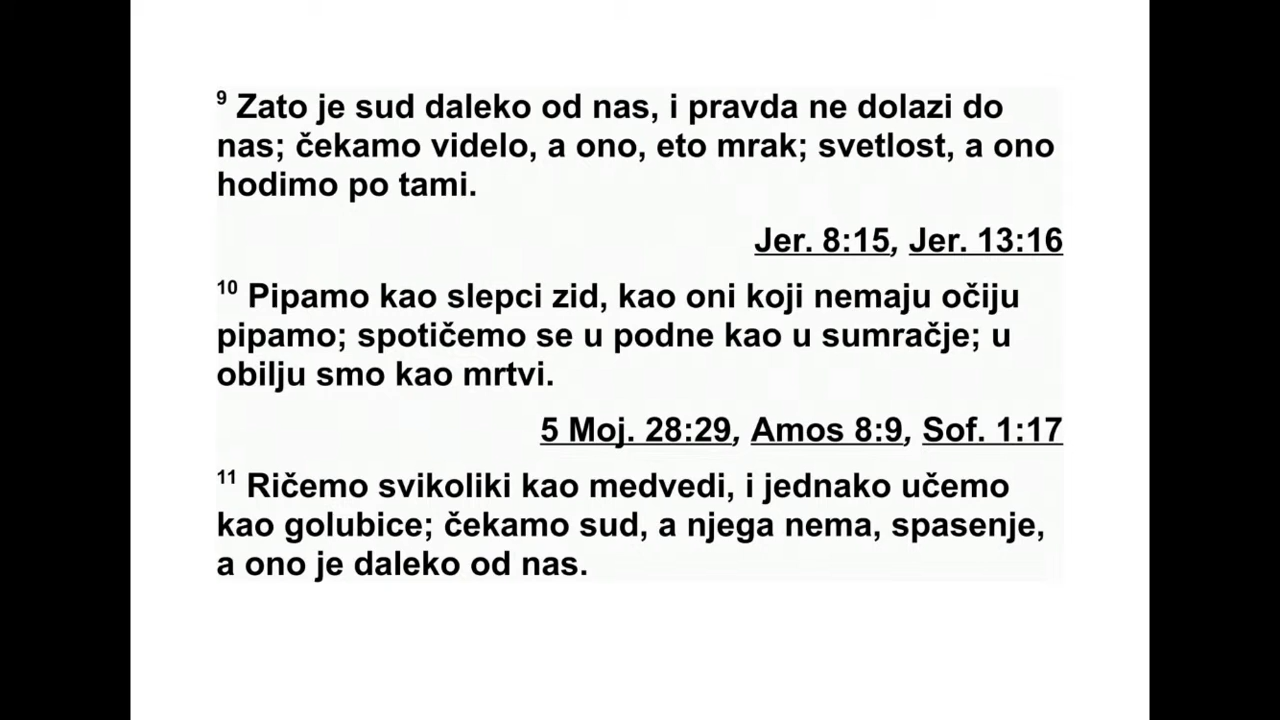 9 Zato je sud daleko od nas, i pravda ne dolazi do
nas; čekamo videlo, a ono, eto mrak; svetlost, a ono
hodimo po tami.
Jer. 8:15, Jer. 13:16
10 Pipamo kao slepci zid, kao oni koji nemaju očiju
pipamo; spotičemo se u podne kao u sumračje; u
obilju smo kao mrtvi.
5 Moj. 28:29, Amos 8:9, Sof. 1:17
11 Ričemo svikoliki kao medvedi, i jednako učemo
kao golubice; čekamo sud, a njega nema, spasenje,
a ono je daleko od nas.